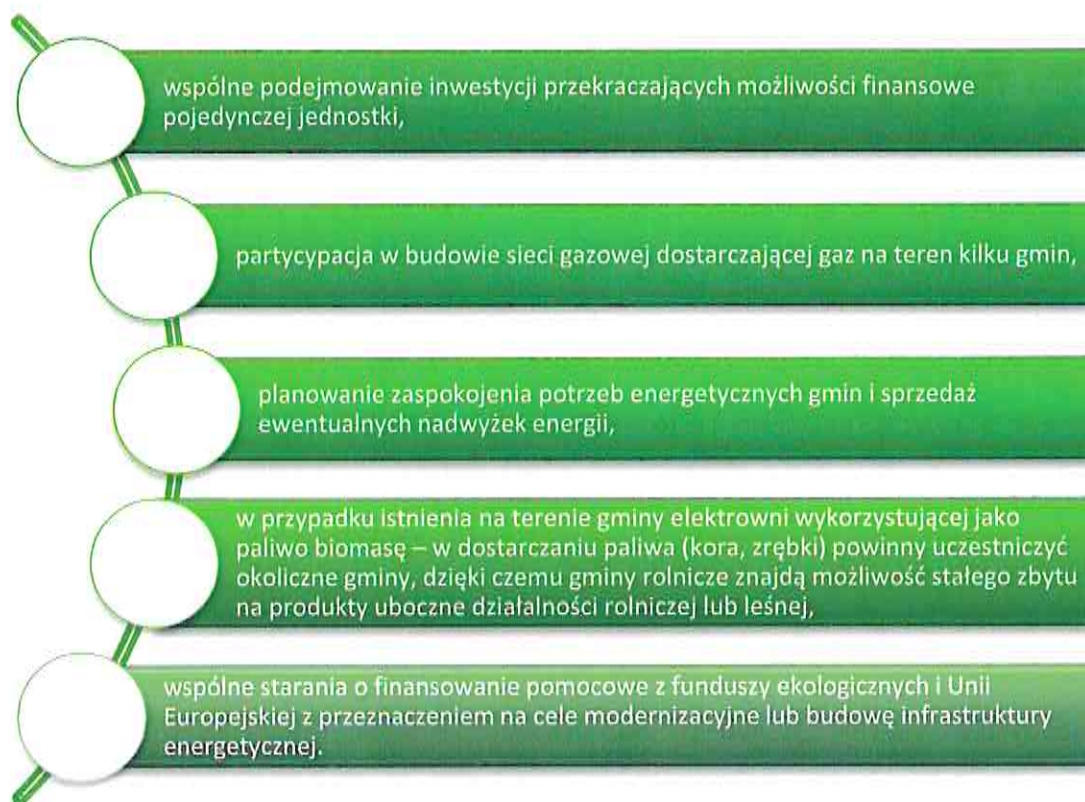 wspólne podejmowanie inwestycji przekraczających możliwości finansowe
pojedynczej jednostki,
partycypacja w budowie sieci gazowej dostarczającej gaz na teren kilku gmin,
planowanie zaspokojenia potrzeb energetycznych gmin i sprzedaż
ewentualnych nadwyżek energii,
w przypadku istnienia na terenie gminy elektrowni wykorzystującej jako
paliwo biomasę – w dostarczaniu paliwa (kora, zrębki) powinny uczestniczyć
okoliczne gminy, dzięki czemu gminy rolnicze znajdą możliwość stałego zbytu
na produkty uboczne działalności rolniczej lub leśnej,
wspólne starania o finansowanie pomocowe z funduszy ekologicznych i Unii
Europejskiej z przeznaczeniem na cele modernizacyjne lub budowę infrastruktury
energetycznej.